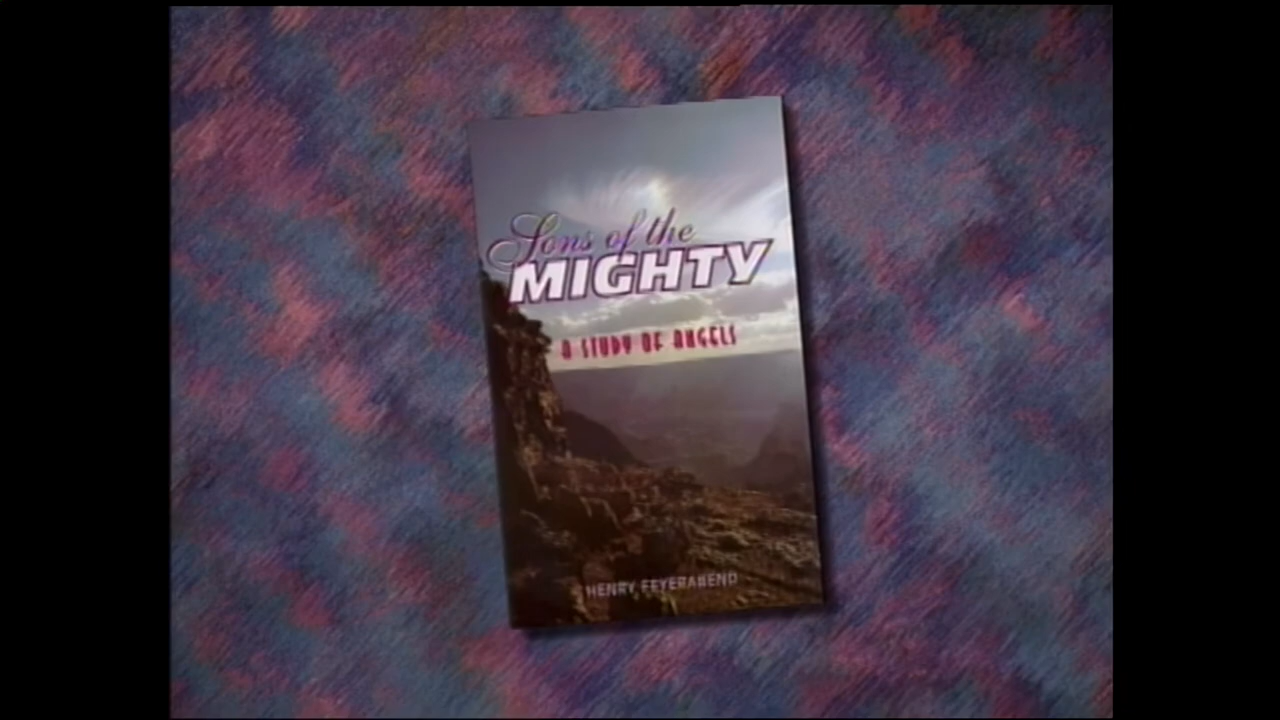 Sons of the
MIGHTY
A STUDY OF ANGELS
HENRY FEYERABEND